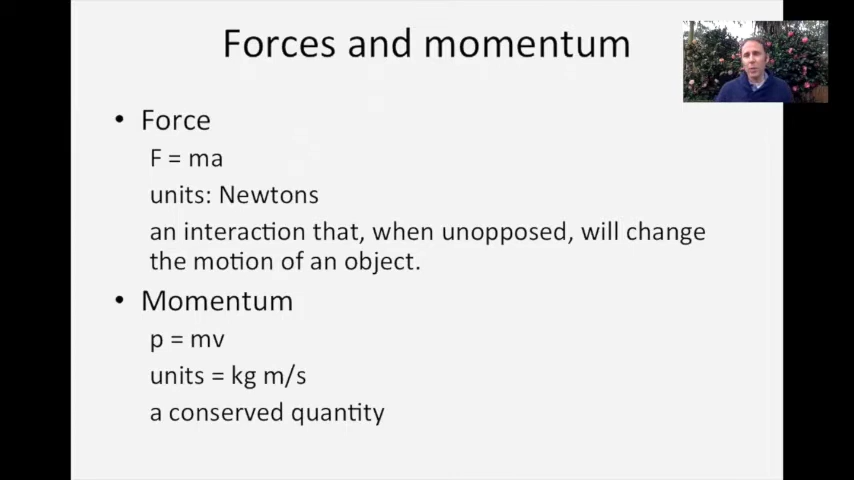 Forces and momentum
• Force
F = ma
units: Newtons
an interaction that, when unopposed, will change
the motion of an object.
• Momentum
p = mv
units = kg m/s
a conserved quantity